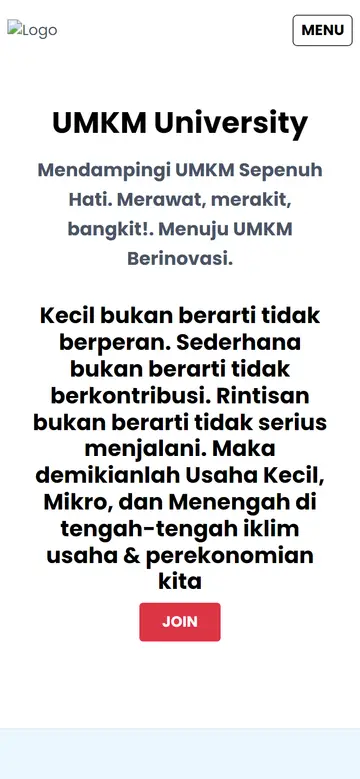 Logo
MENU
UMKM University
Mendampingi UMKM Sepenuh
Hati. Merawat, merakit,
bangkit!. Menuju UMKM
Berinovasi.
Kecil bukan berarti tidak
berperan. Sederhana
bukan berarti tidak
berkontribusi. Rintisan
bukan berarti tidak serius
menjalani. Maka
demikianlah Usaha Kecil,
Mikro, dan Menengah di
tengah-tengah iklim
usaha & perekonomian
kita
JOIN